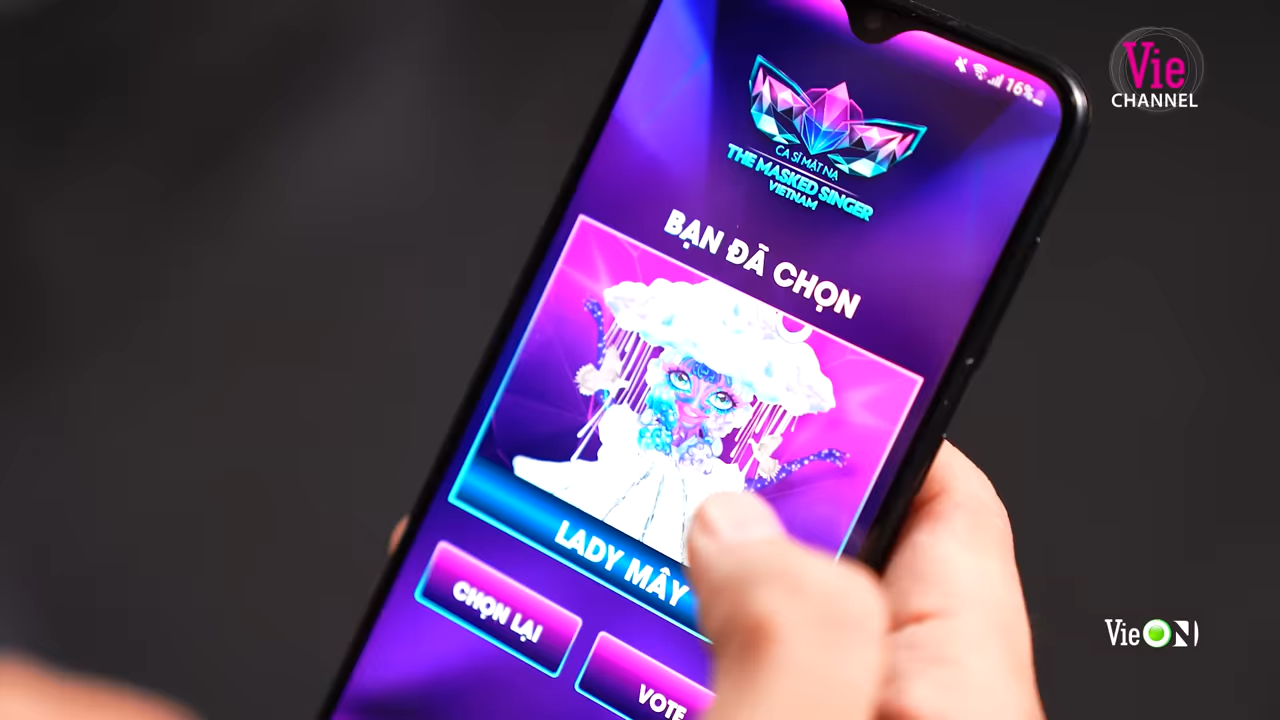 Vie
CHANNEL
16%
CA SĨ MẶT NẠ
THE MASKED SINGER
VIETNAM
BẠN ĐÃ CHỌN
LADY MÂY
CHỌN LẠI
VOTE
VieON